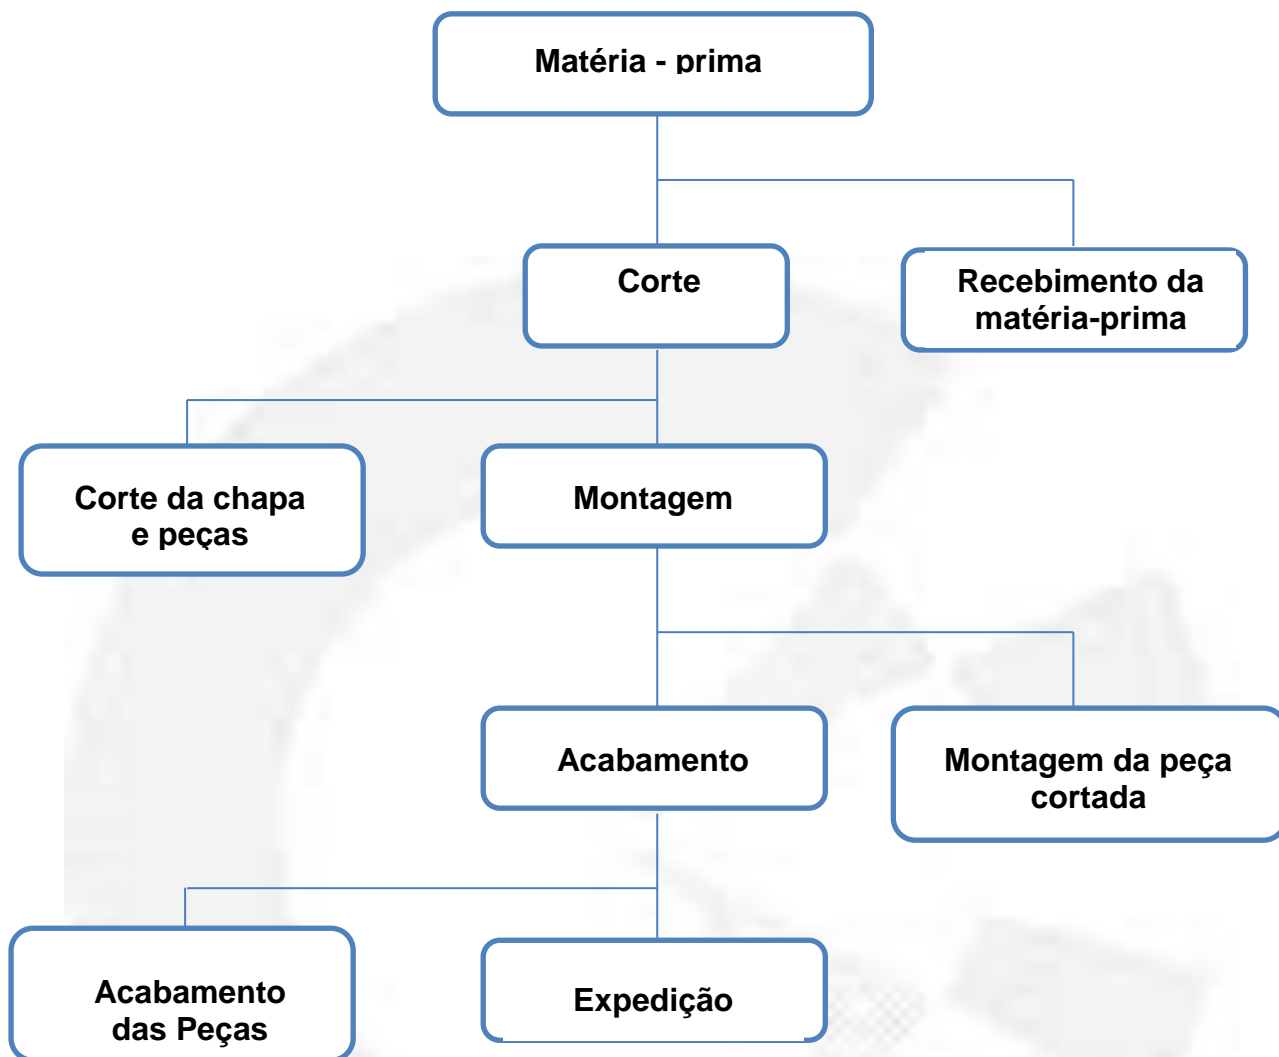 Matéria - prima
Corte
Recebimento da
matéria-prima
Corte da chapa
e peças
Montagem
Acabamento
Montagem da peça
cortada
Acabamento
das Peças
Expedição